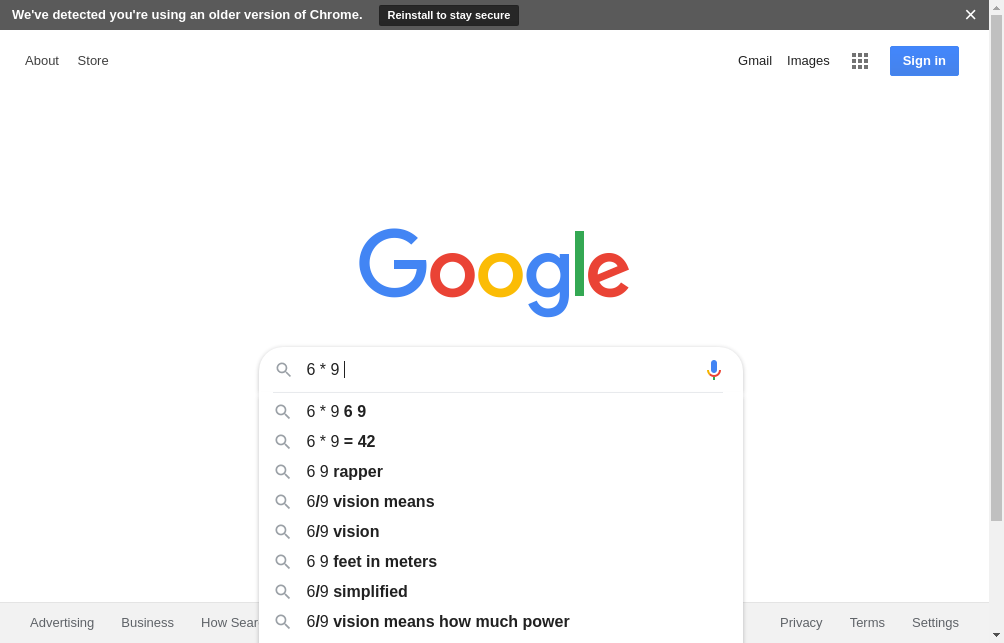 We've detected you're using an older version of Chrome. Reinstall to stay secure
About Store Gmail Images Sign in
Google
6 * 9
6 * 9 6 9
6 * 9 = 42
6 9 rapper
6/9 vision means
6/9 vision
6 9 feet in meters
6/9 simplified
6/9 vision means how much power
Advertising Business How Sear Privacy Terms Settings